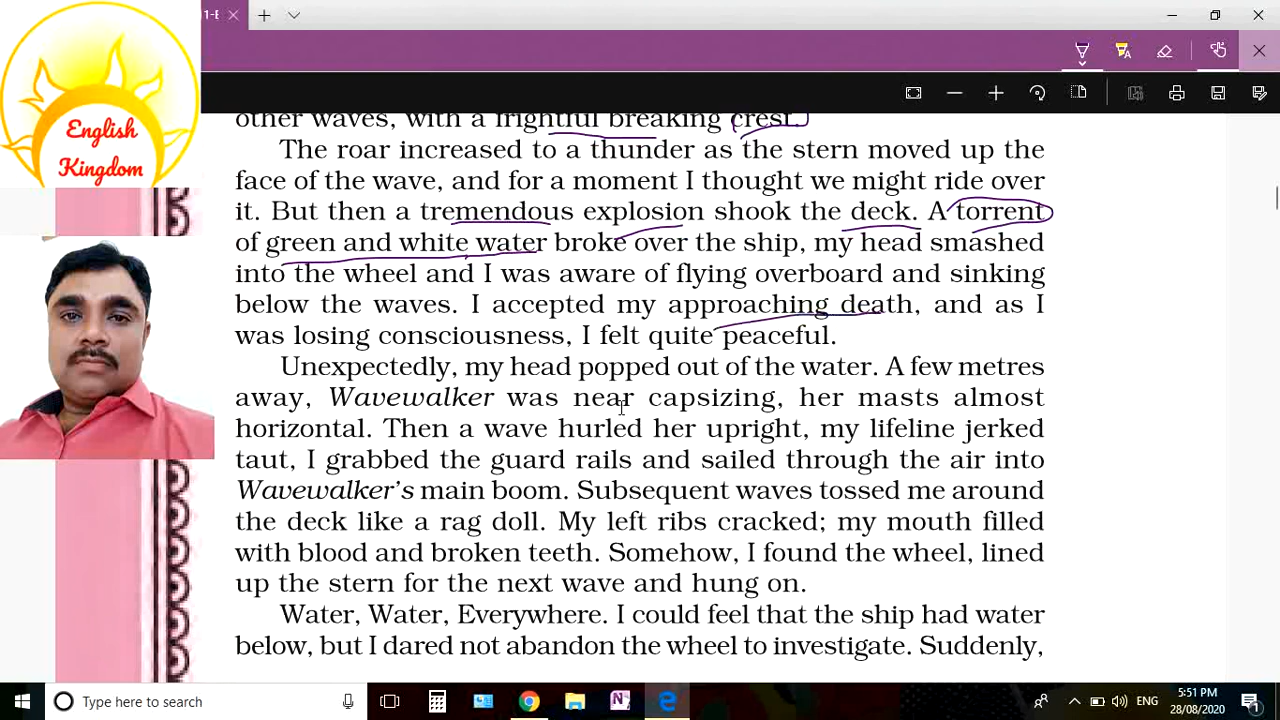 1-E
English
Kingdom
other waves, with a frightful breaking crest.
The roar increased to a thunder as the stern moved up the
face of the wave, and for a moment I thought we might ride over
it. But then a tremendous explosion shook the deck. A torrent
of green and white water broke over the ship, my head smashed
into the wheel and I was aware of flying overboard and sinking
below the waves. I accepted my approaching death, and as I
was losing consciousness, I felt quite peaceful.
Unexpectedly, my head popped out of the water. A few metres
away, Wavewalker was near capsizing, her masts almost
horizontal. Then a wave hurled her upright, my lifeline jerked
taut, I grabbed the guard rails and sailed through the air into
Wavewalker's main boom. Subsequent waves tossed me around
the deck like a rag doll. My left ribs cracked; my mouth filled
with blood and broken teeth. Somehow, I found the wheel, lined
up the stern for the next wave and hung on.
Water, Water, Everywhere. I could feel that the ship had water
below, but I dared not abandon the wheel to investigate. Suddenly,
Type here to search
ENG
5:51 PM
28/08/2020